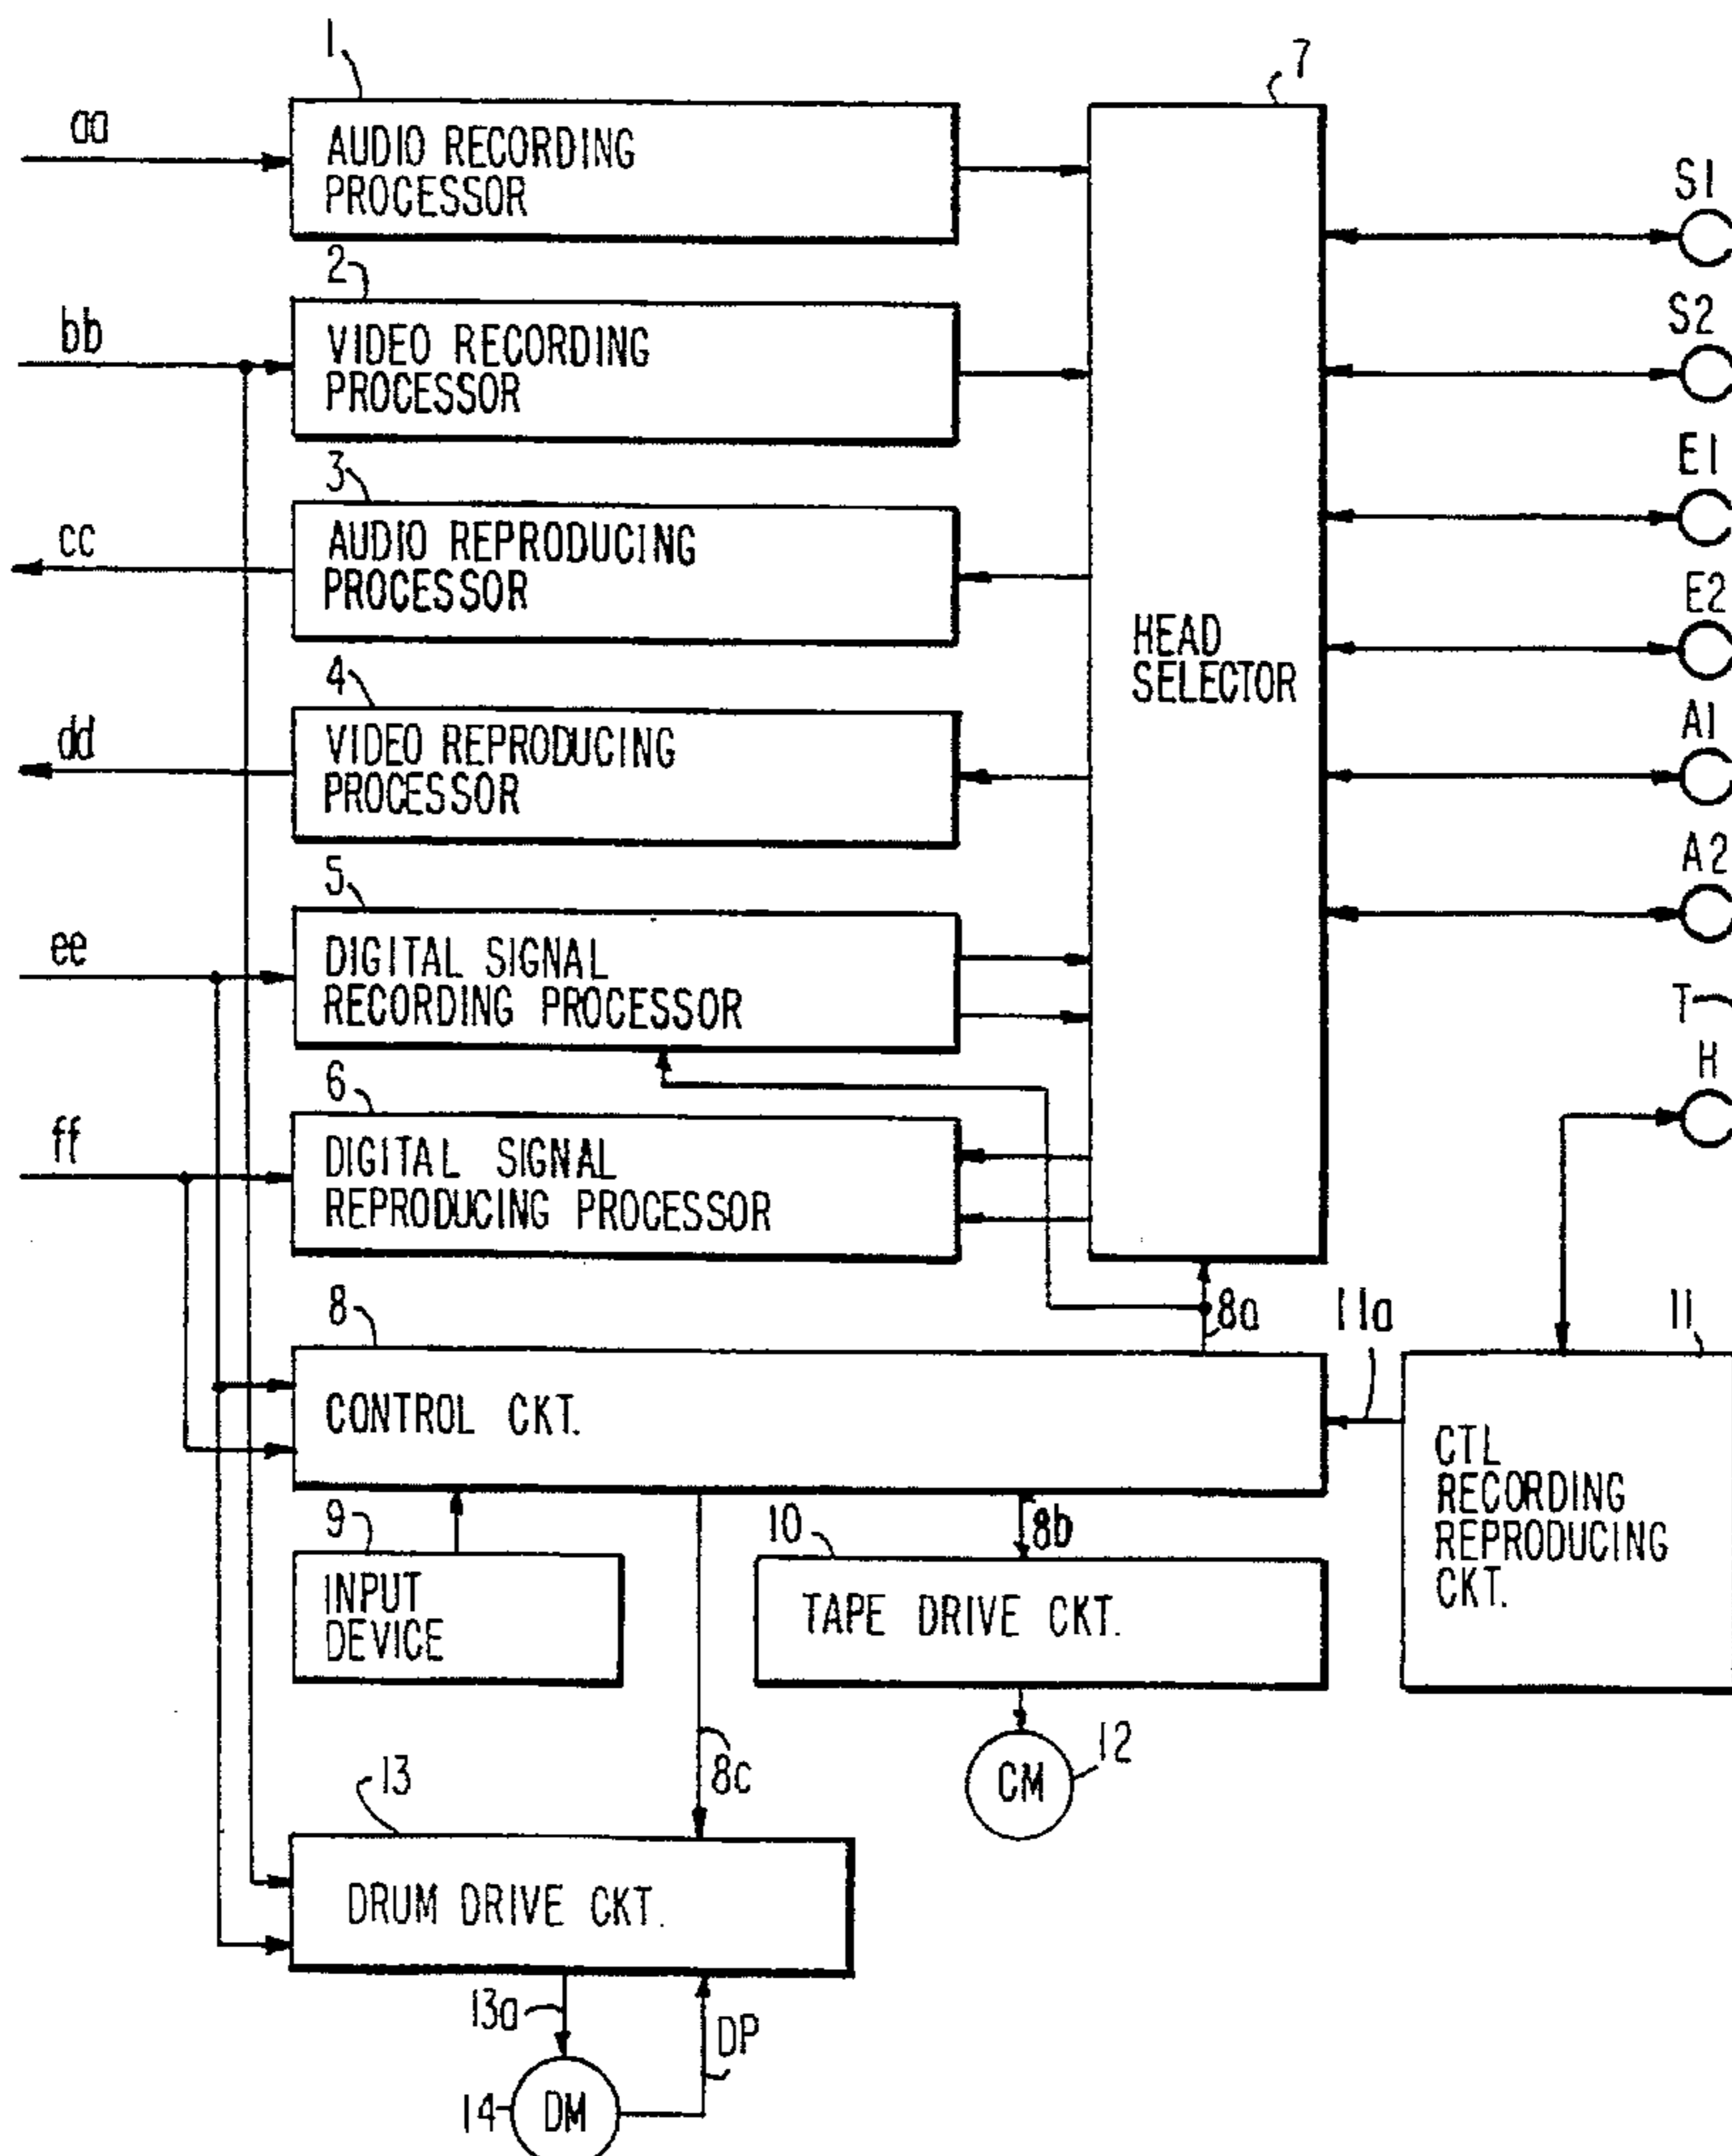 1
7
aa
AUDIO RECORDING
PROCESSOR
S1
2
bb
VIDEO RECORDING
PROCESSOR
S2
3
cc
AUDIO REPRODUCING
PROCESSOR
E1
E2
HEAD
SELECTOR
4
dd
VIDEO REPRODUCING
PROCESSOR
A1
5
A2
ee
DIGITAL SIGNAL
RECORDING PROCESSOR
T
H
6
ff
DIGITAL SIGNAL
REPRODUCING PROCESSOR
8
8a
11a
11
CONTROL CKT.
CTL
RECORDING
REPRODUCING
CKT.
9
10
8b
INPUT
DEVICE
TAPE DRIVE CKT.
12
CM
8c
13
DRUM DRIVE CKT.
13a
DP
14
DM